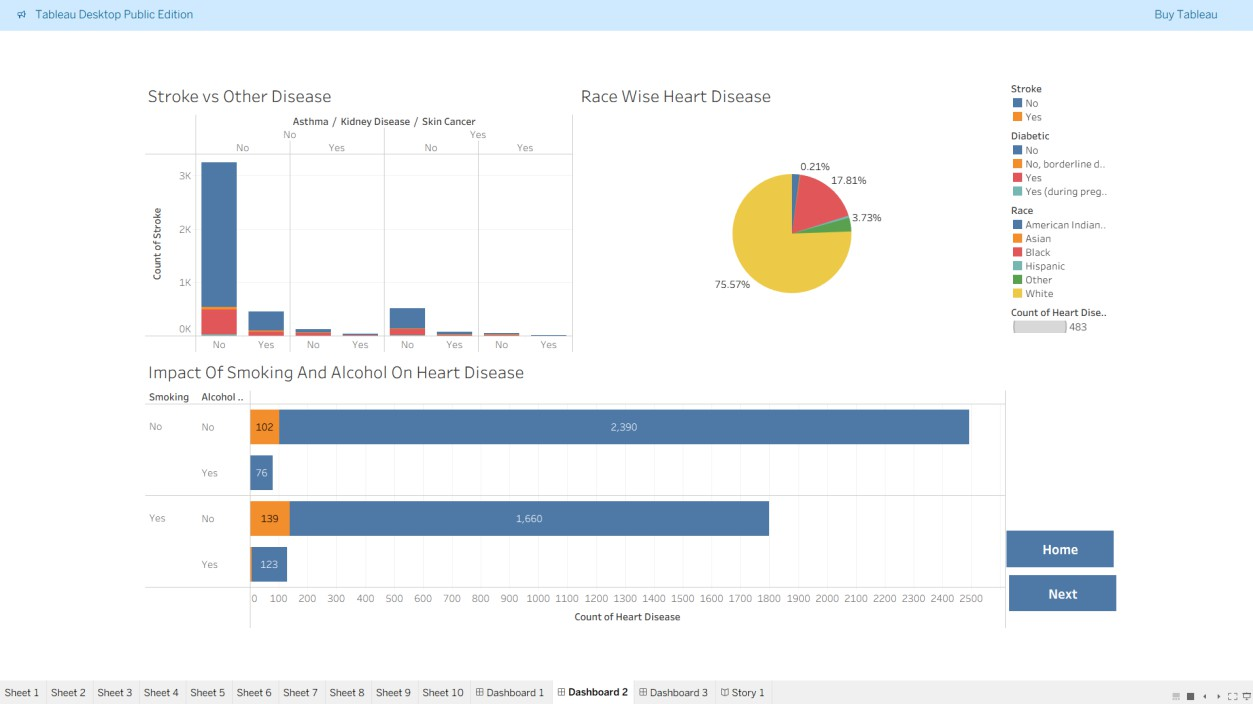 Tableau Desktop Public Edition
Buy Tableau
Stroke vs Other Disease
Asthma / Kidney Disease / Skin Cancer
No Yes
No Yes No Yes
Count of Stroke
3K
2K
1K
0K
No Yes No Yes No Yes No Yes
Race Wise Heart Disease
0.21%
17.81%
3.73%
75.57%
Stroke
No
Yes
Diabetic
No
No, borderline d..
Yes
Yes (during preg..
Race
American Indian..
Asian
Black
Hispanic
Other
White
Count of Heart Dise..
483
Impact Of Smoking And Alcohol On Heart Disease
Smoking Alcohol ..
No No 102 2,390
Yes 76
Yes No 139 1,660
Yes 123
0 100 200 300 400 500 600 700 800 900 1000 1100 1200 1300 1400 1500 1600 1700 1800 1900 2000 2100 2200 2300 2400 2500
Count of Heart Disease
Home
Next
Sheet 1 Sheet 2 Sheet 3 Sheet 4 Sheet 5 Sheet 6 Sheet 7 Sheet 8 Sheet 9 Sheet 10 Dashboard 1 Dashboard 2 Dashboard 3 Story 1